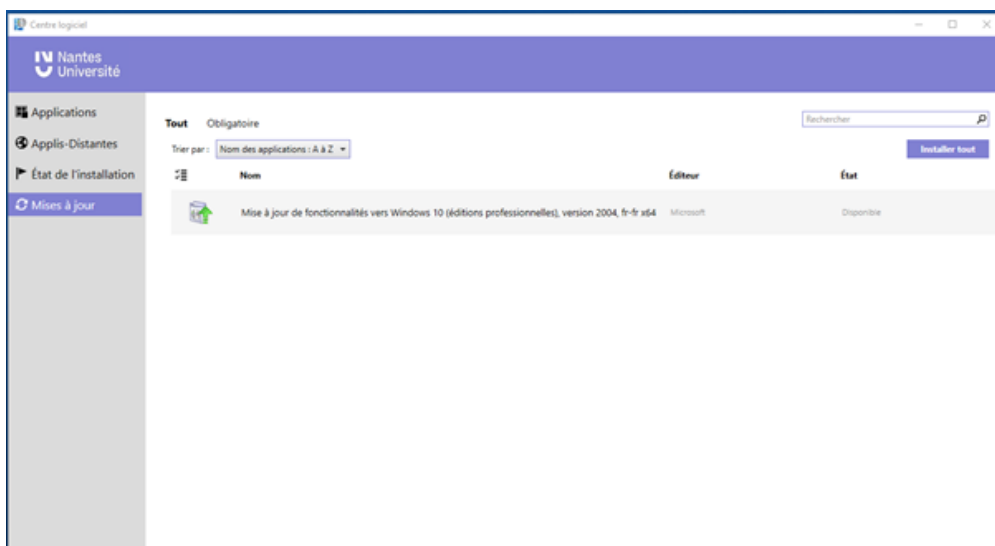 Centre logiciel
Nantes
Université
Applications
Applis-Distantes
État de l'installation
Mises à jour
Tout Obligatoire
Rechercher
Trier par : Nom des applications : A à Z
Installer tout
Nom Éditeur État
Mise à jour de fonctionnalités vers Windows 10 (éditions professionnelles), version 2004, fr-fr x64 Microsoft Disponible